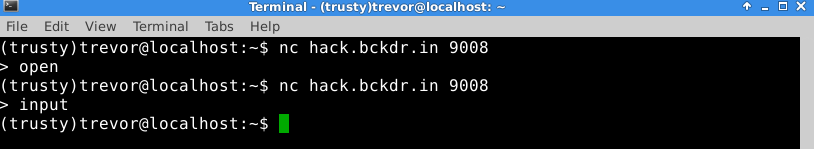 Terminal - (trusty)trevor@localhost: ~
File Edit View Terminal Tabs Help
(trusty)trevor@localhost:~$ nc hack.bckdr.in 9008
> open
(trusty)trevor@localhost:~$ nc hack.bckdr.in 9008
> input
(trusty)trevor@localhost:~$